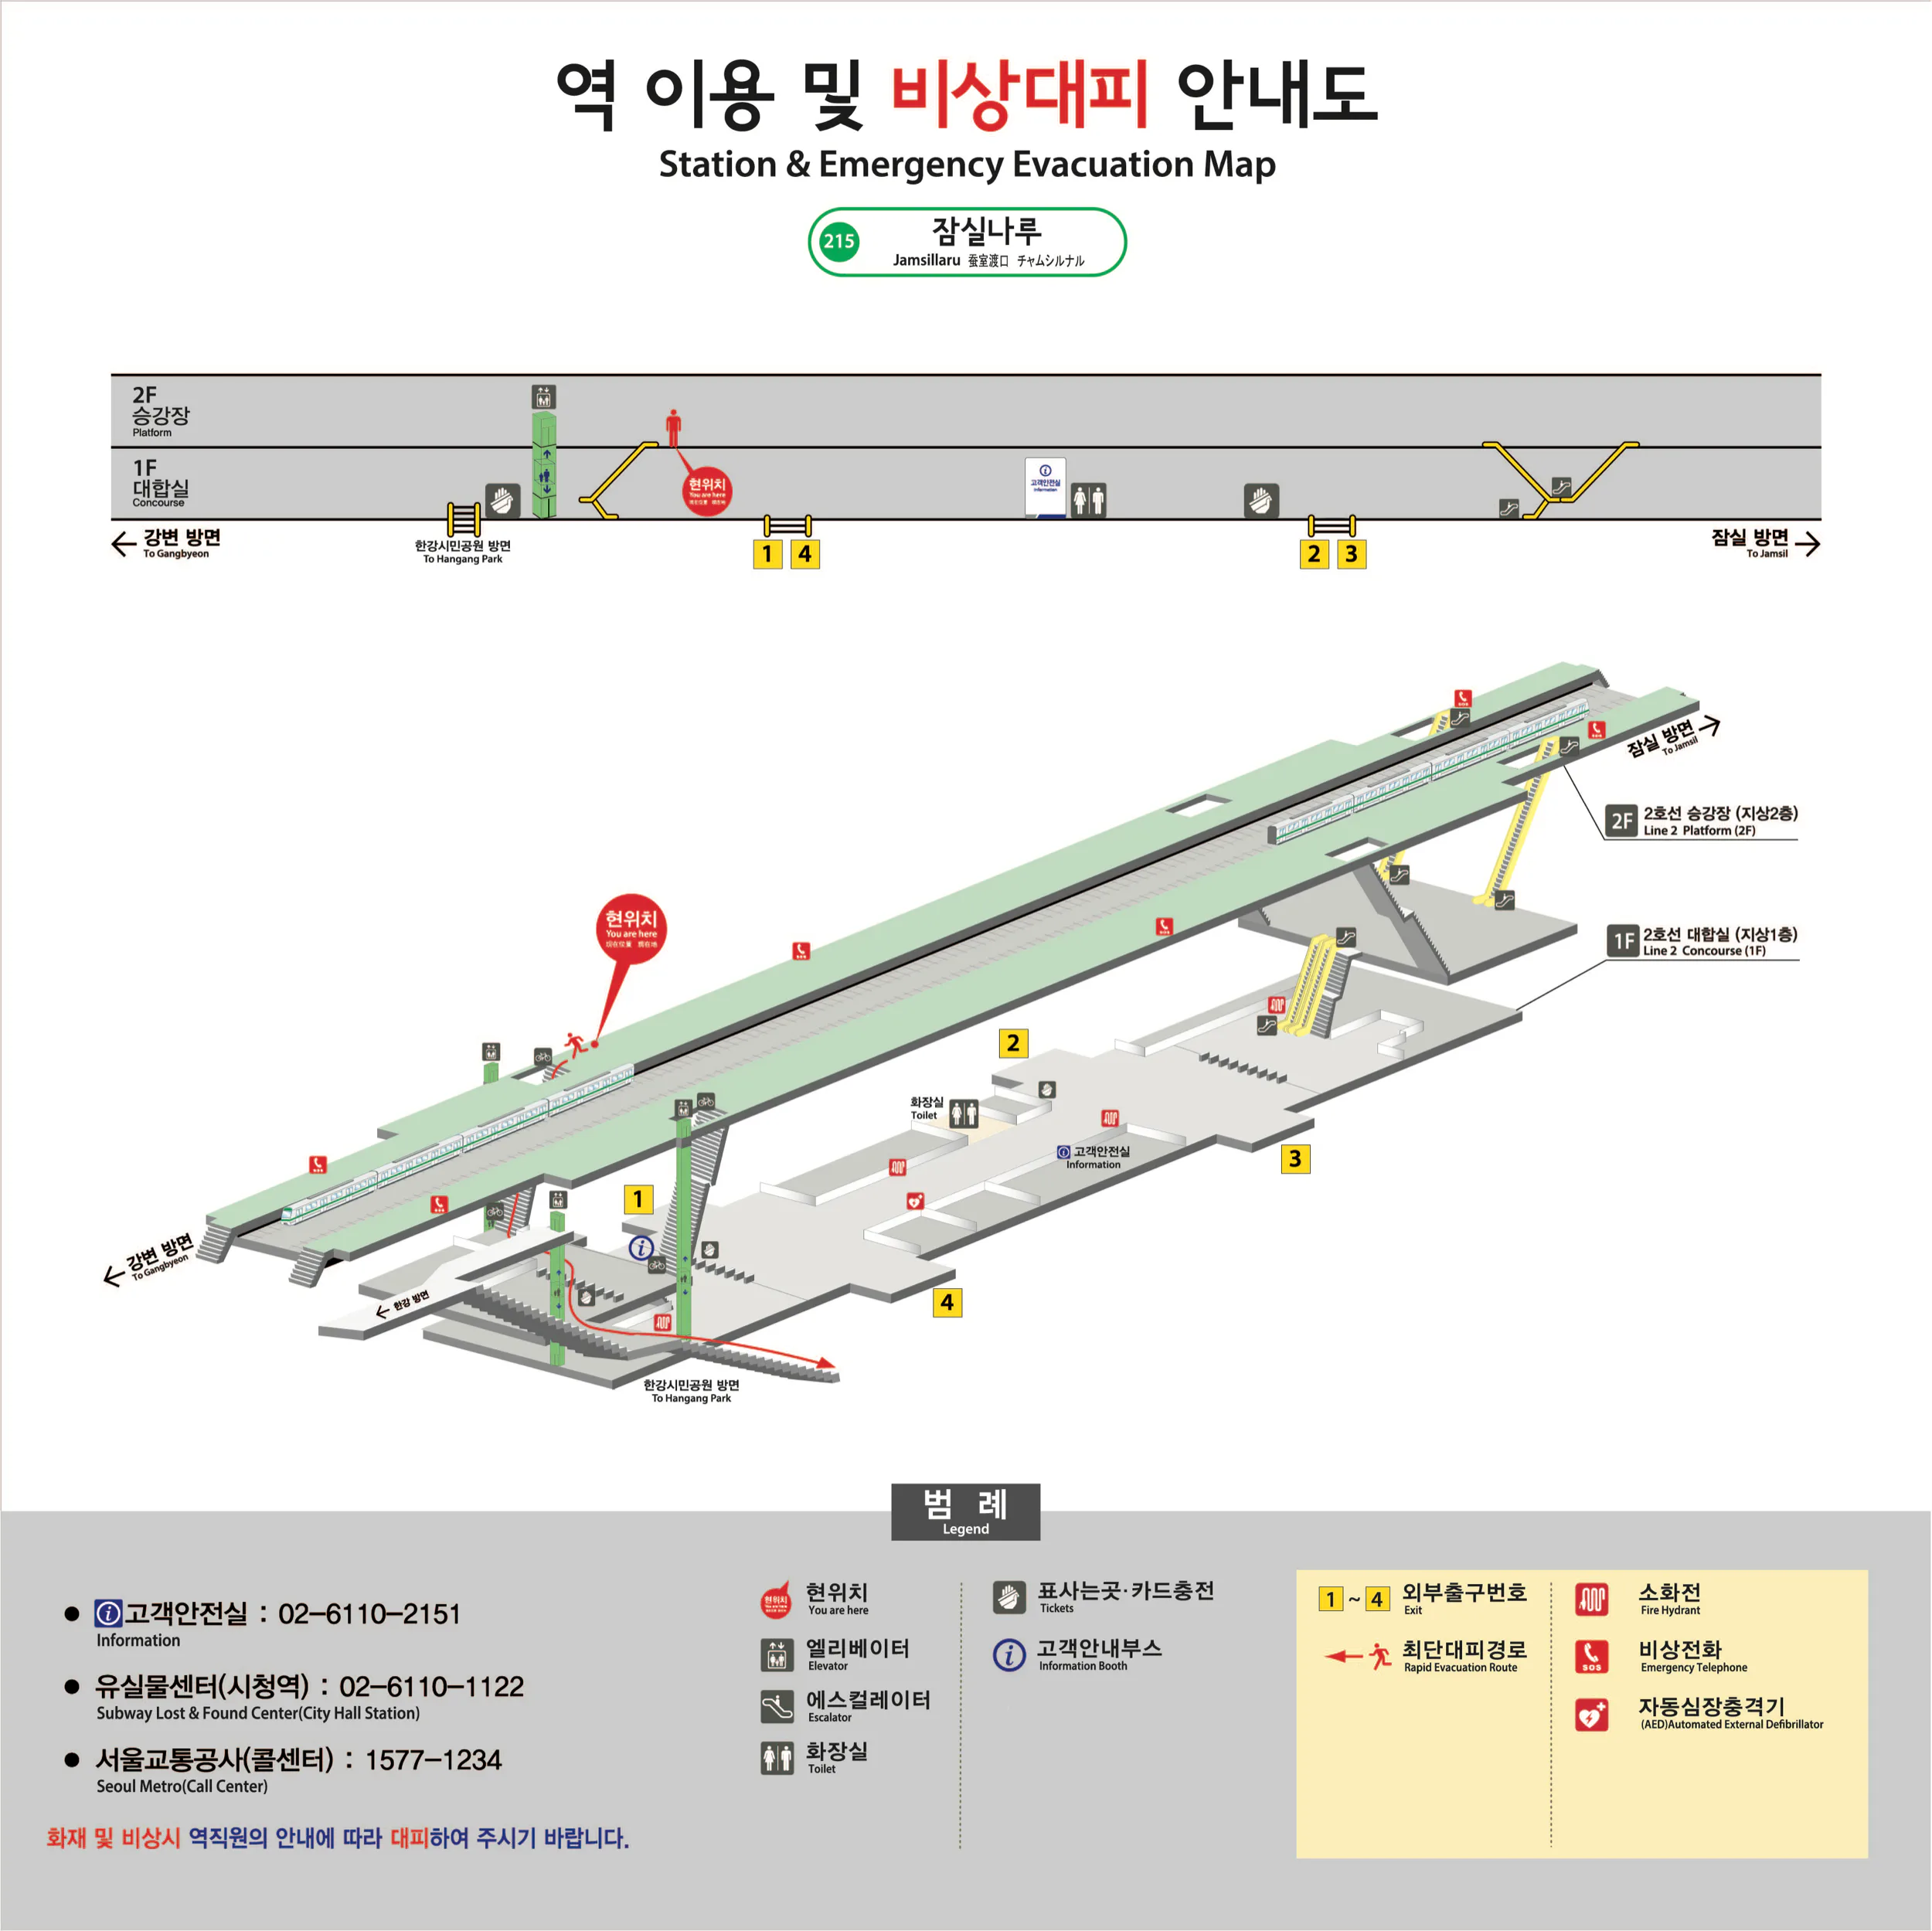 역 이용 및 비상대피 안내도
Station & Emergency Evacuation Map
215
잠실나루
Jamsillaru 蚕室渡口 チャムシルナル
2F
승강장
Platform
1F
대합실
Concourse
현위치
You are here
고객안전실
Information
강변 방면
To Gangbyeon
한강시민공원 방면
To Hangang Park
1 4
2 3
잠실 방면
To Jamsil
잠실 방면
To Jamsil
2F 2호선 승강장 (지상2층)
Line 2 Platform (2F)
1F 2호선 대합실 (지상1층)
Line 2 Concourse (1F)
현위치
You are here
2
화장실
Toilet
고객안전실
Information
3
1
4
강변 방면
To Gangbyeon
한강 방면
한강시민공원 방면
To Hangang Park
범 례
Legend
● 고객안전실 : 02-6110-2151
Information
● 유실물센터(시청역) : 02-6110-1122
Subway Lost & Found Center(City Hall Station)
● 서울교통공사(콜센터) : 1577-1234
Seoul Metro(Call Center)
화재 및 비상시 역직원의 안내에 따라 대피하여 주시기 바랍니다.
현위치
You are here
엘리베이터
Elevator
에스컬레이터
Escalator
화장실
Toilet
표사는곳·카드충전
Tickets
고객안내부스
Information Booth
1 ~ 4 외부출구번호
Exit
최단대피경로
Rapid Evacuation Route
소화전
Fire Hydrant
SOS
비상전화
Emergency Telephone
자동심장충격기
(AED)Automated External Defibrillator